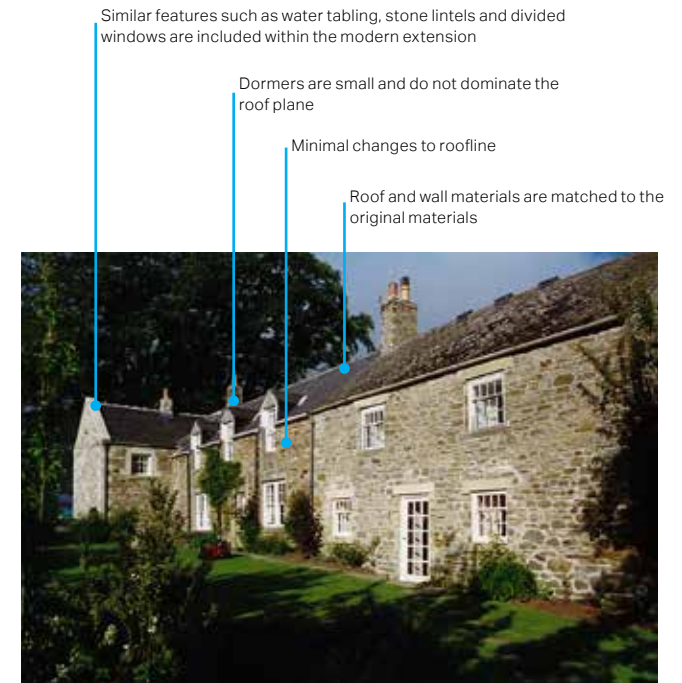 Similar features such as water tabling, stone lintels and divided
windows are included within the modern extension
Dormers are small and do not dominate the
roof plane
Minimal changes to roofline
Roof and wall materials are matched to the
original materials